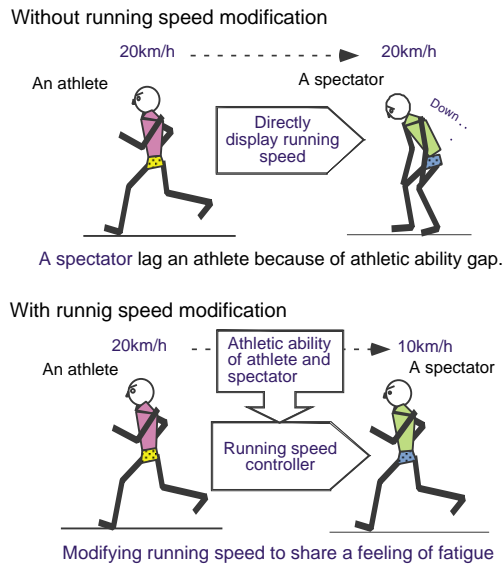 Without running speed modification
20km/h 20km/h
An athlete A spectator
Down . . .
Directly
display running
speed
A spectator lag an athlete because of athletic ability gap.
With runnig speed modification
20km/h 10km/h
Athletic ability
of athlete and
spectator
An athlete A spectator
Running speed
controller
Modifying running speed to share a feeling of fatigue